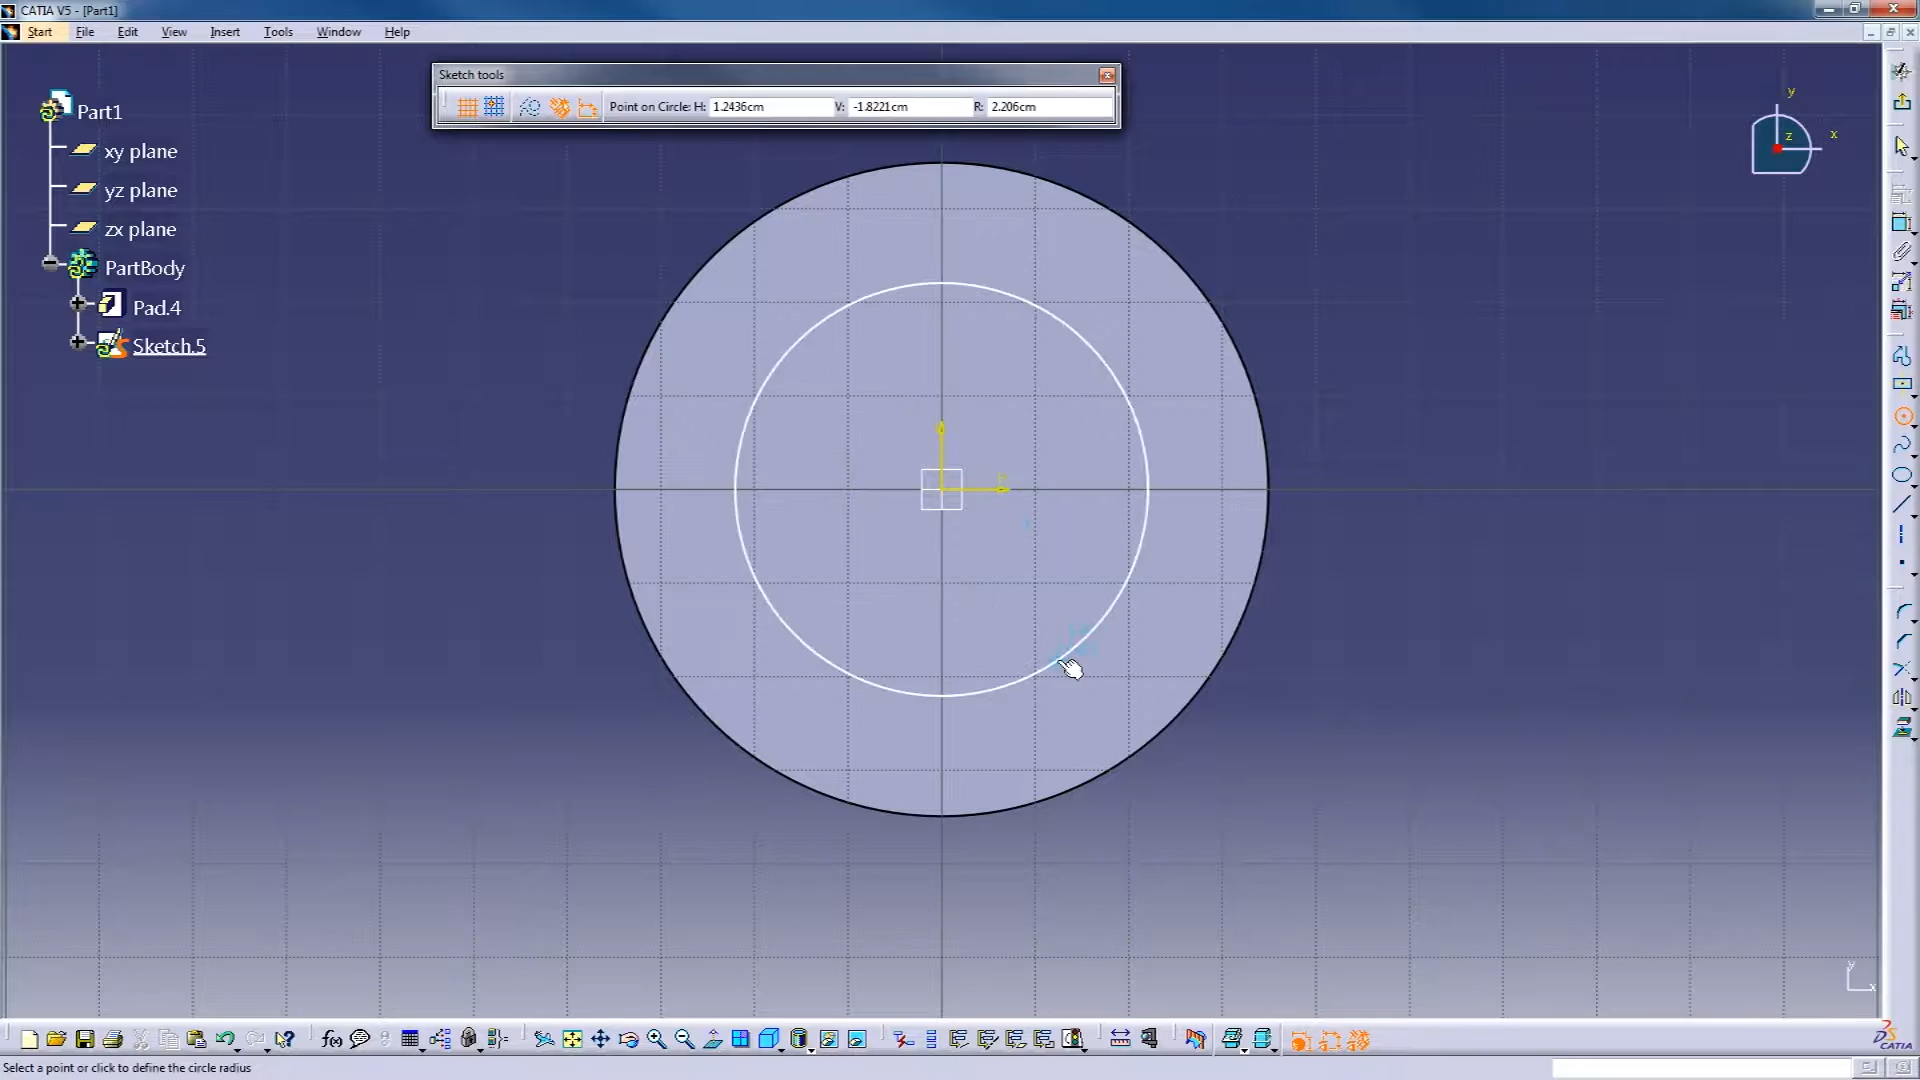 CATIA V5 - [Part1]
Start File Edit View Insert Tools Window Help
Sketch tools
Point on Circle: H: 1.2436cm V: -1.8221cm R: 2.206cm
y
x
z
Part1
xy plane
yz plane
zx plane
PartBody
Pad.4
Sketch.5
y
x
f(x)
CATIA
Select a point or click to define the circle radius